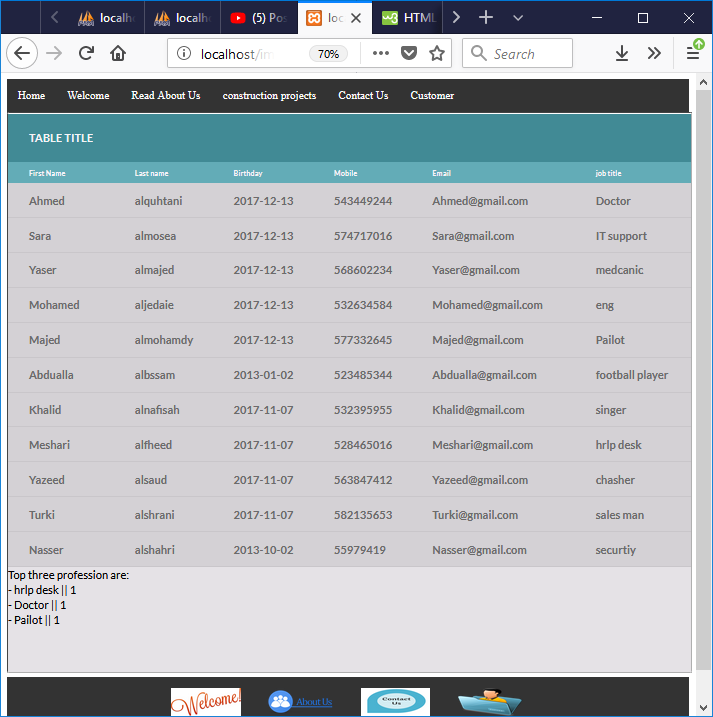 localh localh (5) Pos loc HTML
localhost/im 70% Search
Home Welcome Read About Us construction projects Contact Us Customer
TABLE TITLE
First Name Last name Birthday Mobile Email job title
Ahmed alquhtani 2017-12-13 543449244 Ahmed@gmail.com Doctor
Sara almosea 2017-12-13 574717016 Sara@gmail.com IT support
Yaser almajed 2017-12-13 568602234 Yaser@gmail.com medcanic
Mohamed aljedaie 2017-12-13 532634584 Mohamed@gmail.com eng
Majed almohamdy 2017-12-13 577332645 Majed@gmail.com Pailot
Abdualla albssam 2013-01-02 523485344 Abdualla@gmail.com football player
Khalid alnafisah 2017-11-07 532395955 Khalid@gmail.com singer
Meshari alfheed 2017-11-07 528465016 Meshari@gmail.com hrlp desk
Yazeed alsaud 2017-11-07 563847412 Yazeed@gmail.com chasher
Turki alshrani 2017-11-07 582135653 Turki@gmail.com sales man
Nasser alshahri 2013-10-02 55979419 Nasser@gmail.com securtiy
Top three profession are:
- hrlp desk || 1
- Doctor || 1
- Pailot || 1
Welcome! About Us Contact Us